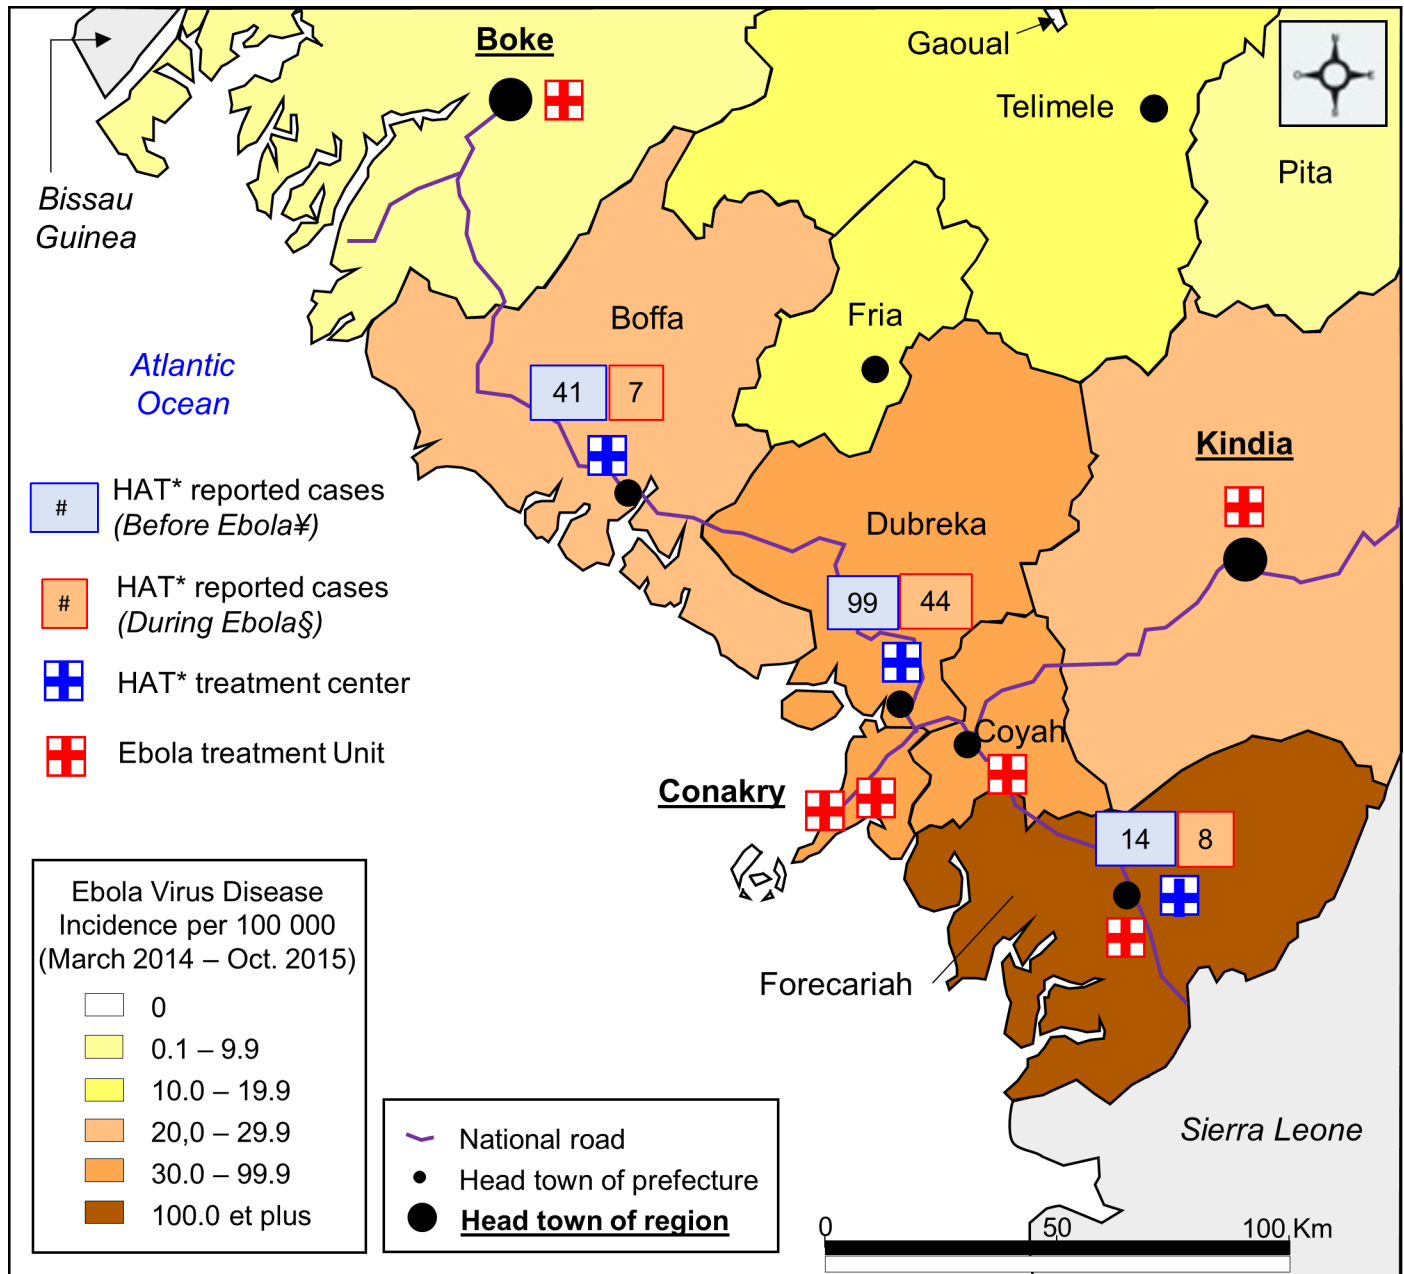 Boke
Gaoual
Telimele
N
O
E
S
Pita
Bissau
Guinea
Boffa
Fria
Atlantic
Ocean
41
7
Kindia
#
HAT* reported cases
(Before Ebola¥)
Dubreka
#
HAT* reported cases
(During Ebola§)
99
44
HAT* treatment center
Coyah
Ebola treatment Unit
Conakry
14
8
Forecariah
Ebola Virus Disease
Incidence per 100 000
(March 2014 – Oct. 2015)
0
0.1 – 9.9
10.0 – 19.9
20,0 – 29.9
30.0 – 99.9
100.0 et plus
National road
Head town of prefecture
Head town of region
Sierra Leone
0
50
100 Km